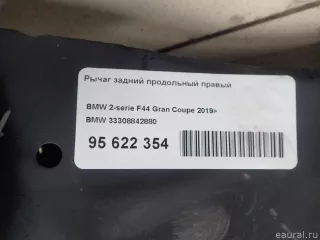 Рычаг задний продольный правый
BMW 2-serie F44 Gran Coupe 2019>
BMW 33308842880
95 622 354
eaural.ru